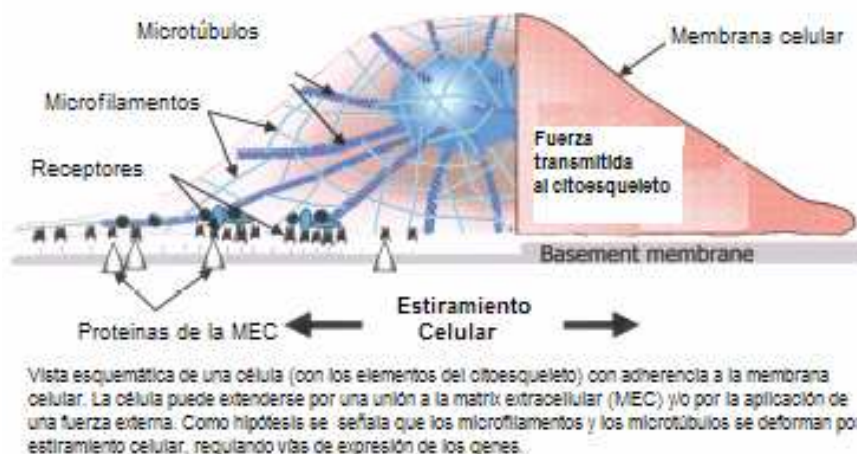 Microtúbulos
Membrana celular
Microfilamentos
Fuerza
transmitida
al citoesqueleto
Receptores
Basement membrane
Estiramiento
Celular
Proteinas de la MEC
Vista esquemática de una célula (con los elementos del citoesqueleto) con adherencia a la membrana
celular. La célula puede extenderse por una unión a la matrix extracellular (MEC) y/o por la aplicación de
una fuerza externa. Como hipótesis se señala que los microfilamentos y los microtúbulos se deforman por
estiramiento celular, regulando vías de expresión de los genes.